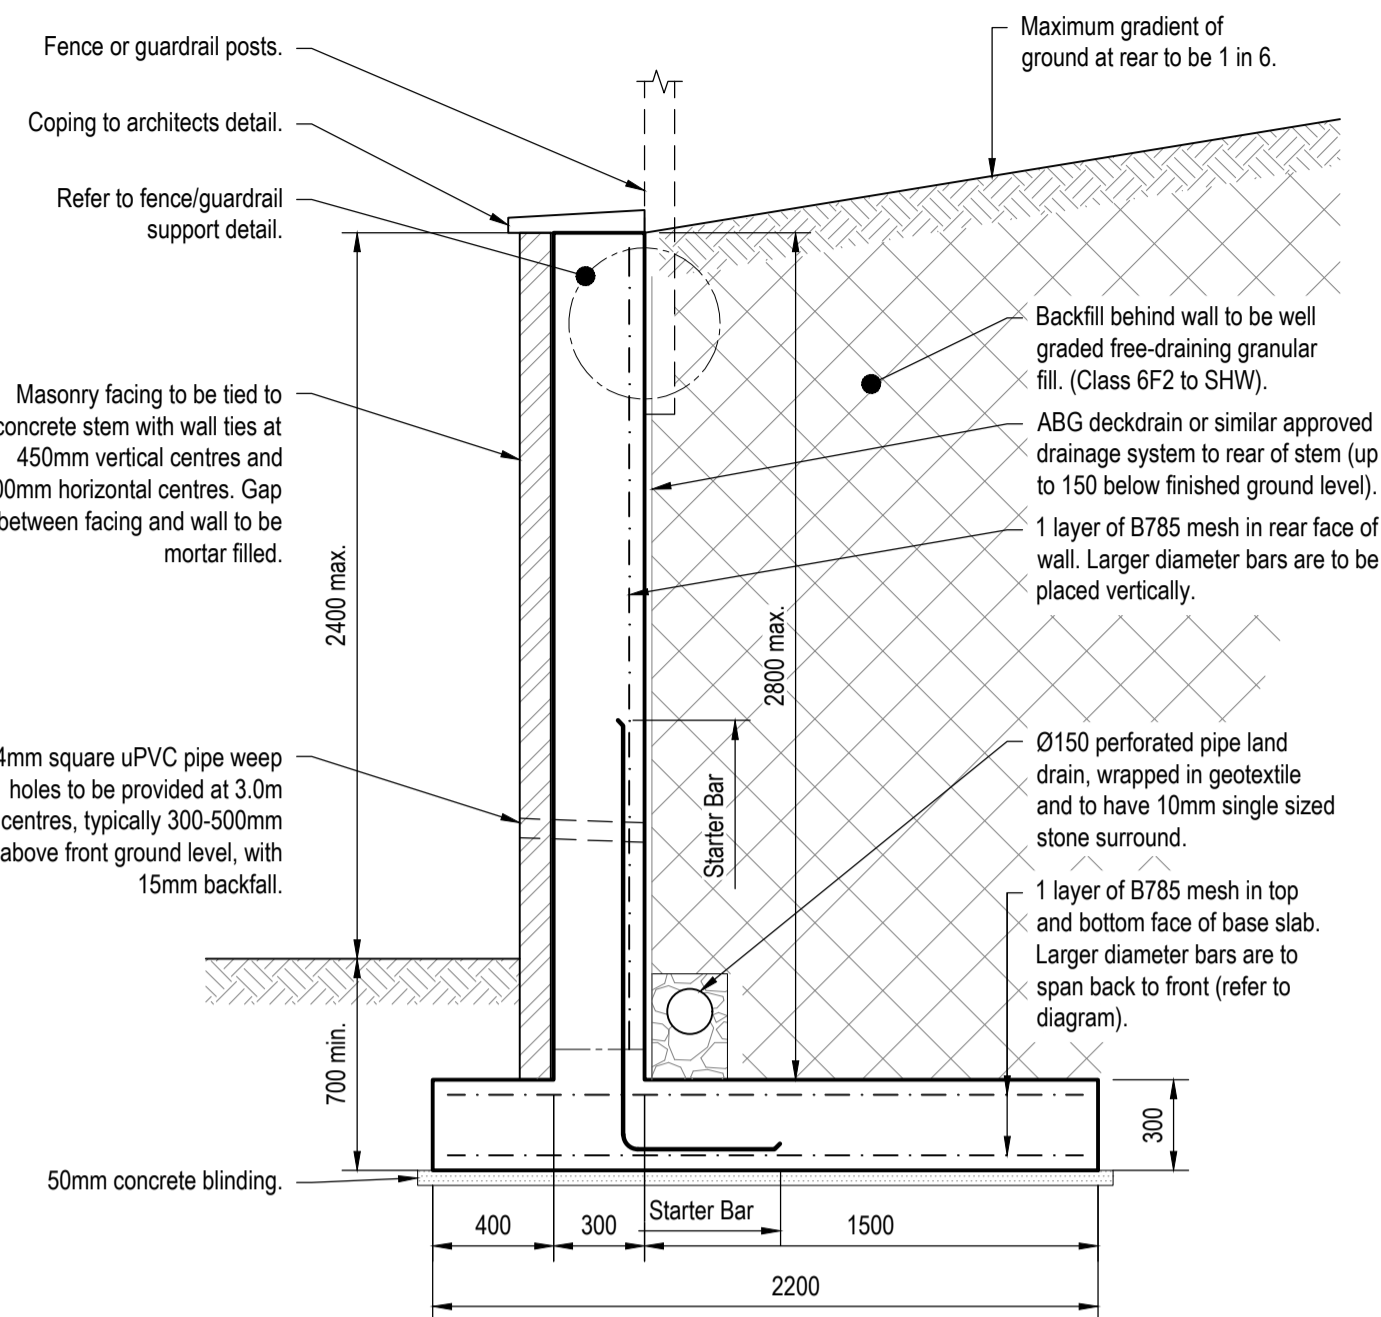 Fence or guardrail posts.
Coping to architects detail.
Refer to fence/guardrail
support detail.
Masonry facing to be tied to
concrete stem with wall ties at
450mm vertical centres and
00mm horizontal centres. Gap
between facing and wall to be
mortar filled.
4mm square uPVC pipe weep
holes to be provided at 3.0m
centres, typically 300-500mm
above front ground level, with
15mm backfall.
50mm concrete blinding.
Maximum gradient of
ground at rear to be 1 in 6.
Backfill behind wall to be well
graded free-draining granular
fill. (Class 6F2 to SHW).
ABG deckdrain or similar approved
drainage system to rear of stem (up
to 150 below finished ground level).
1 layer of B785 mesh in rear face of
wall. Larger diameter bars are to be
placed vertically.
Ø150 perforated pipe land
drain, wrapped in geotextile
and to have 10mm single sized
stone surround.
1 layer of B785 mesh in top
and bottom face of base slab.
Larger diameter bars are to
span back to front (refer to
diagram).
2400 max.
700 min.
2800 max.
Starter Bar
300
400
300
Starter Bar
1500
2200